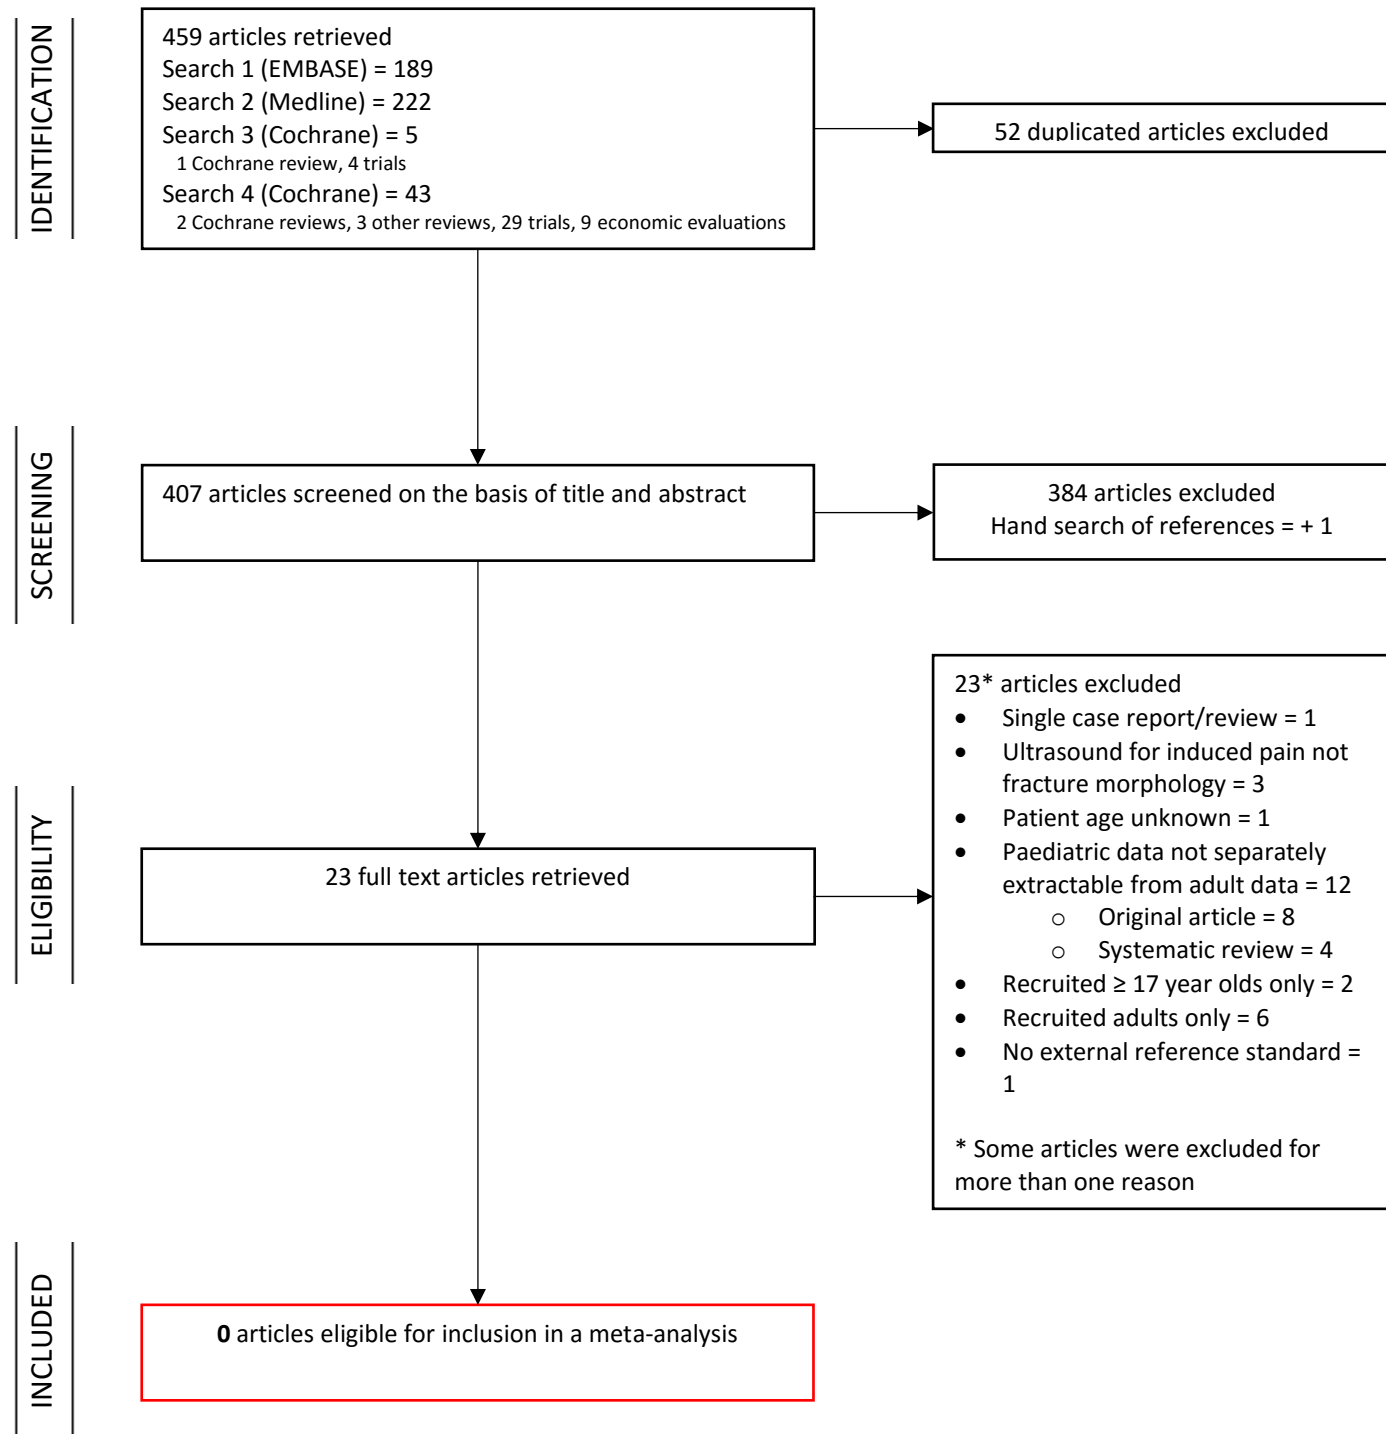 IDENTIFICATION
459 articles retrieved
Search 1 (EMBASE) = 189
Search 2 (Medline) = 222
Search 3 (Cochrane) = 5
1 Cochrane review, 4 trials
Search 4 (Cochrane) = 43
2 Cochrane reviews, 3 other reviews, 29 trials, 9 economic evaluations
52 duplicated articles excluded
SCREENING
407 articles screened on the basis of title and abstract
384 articles excluded
Hand search of references = + 1
ELIGIBILITY
23 full text articles retrieved
23* articles excluded
• Single case report/review = 1
• Ultrasound for induced pain not
fracture morphology = 3
• Patient age unknown = 1
• Paediatric data not separately
extractable from adult data = 12
o Original article = 8
o Systematic review = 4
• Recruited ≥ 17 year olds only = 2
• Recruited adults only = 6
• No external reference standard =
1
* Some articles were excluded for
more than one reason
INCLUDED
0 articles eligible for inclusion in a meta-analysis